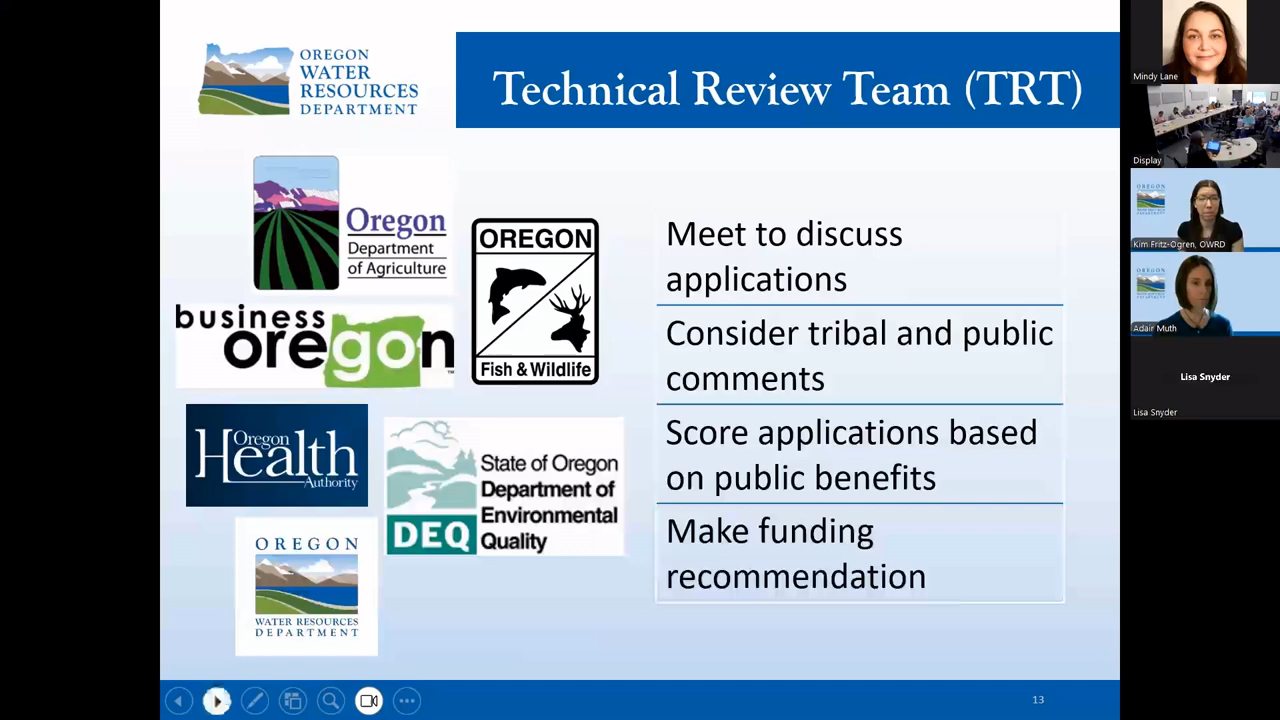 OREGON
WATER
RESOURCES
DEPARTMENT
Technical Review Team (TRT)
Oregon
Department
of Agriculture
OREGON
Fish & Wildlife
business
oregon
TM
Oregon
Health
Authority
State of Oregon
Department of
Environmental
Quality
DEQ
OREGON
WATER RESOURCES
DEPARTMENT
Meet to discuss
applications
Consider tribal and public
comments
Score applications based
on public benefits
Make funding
recommendation
13
Mindy Lane
Display
Kim Fritz-Ogren, OWRD
Adair Muth
Lisa Snyder
Lisa Snyder